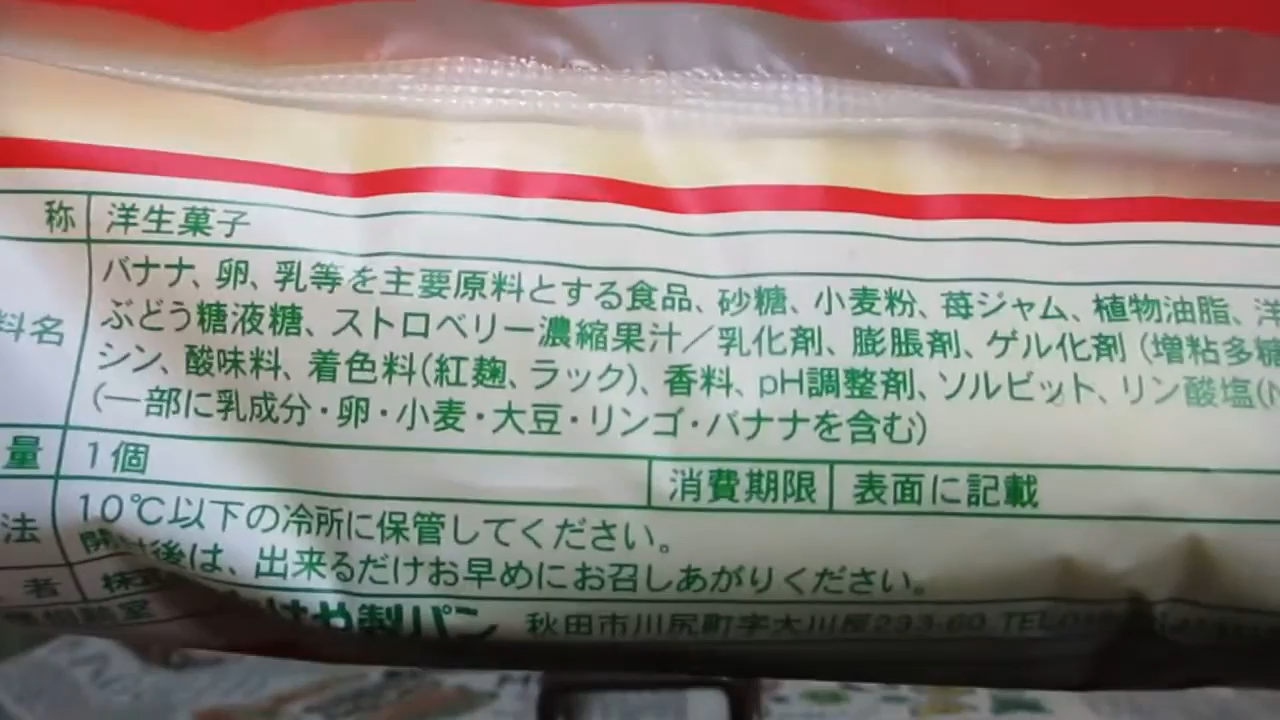 称 洋生菓子
バナナ、卵、乳等を主要原料とする食品、砂糖、小麦粉、苺ジャム、植物油脂、洋
料名 ぶどう糖液糖、ストロベリー濃縮果汁／乳化剤、膨脹剤、ゲル化剤(増粘多糖
シン、酸味料、着色料(紅麹、ラック)、香料、pH調整剤、ソルビット、リン酸塩(
(一部に乳成分・卵・小麦・大豆・リンゴ・バナナを含む)
量 1個 消費期限 表面に記載
法 10℃以下の冷所に保管してください。
後は、出来るだけお早めにお召しあがりください。
者 株
や製パン 秋田市川尻町字大川反233-60 TEL